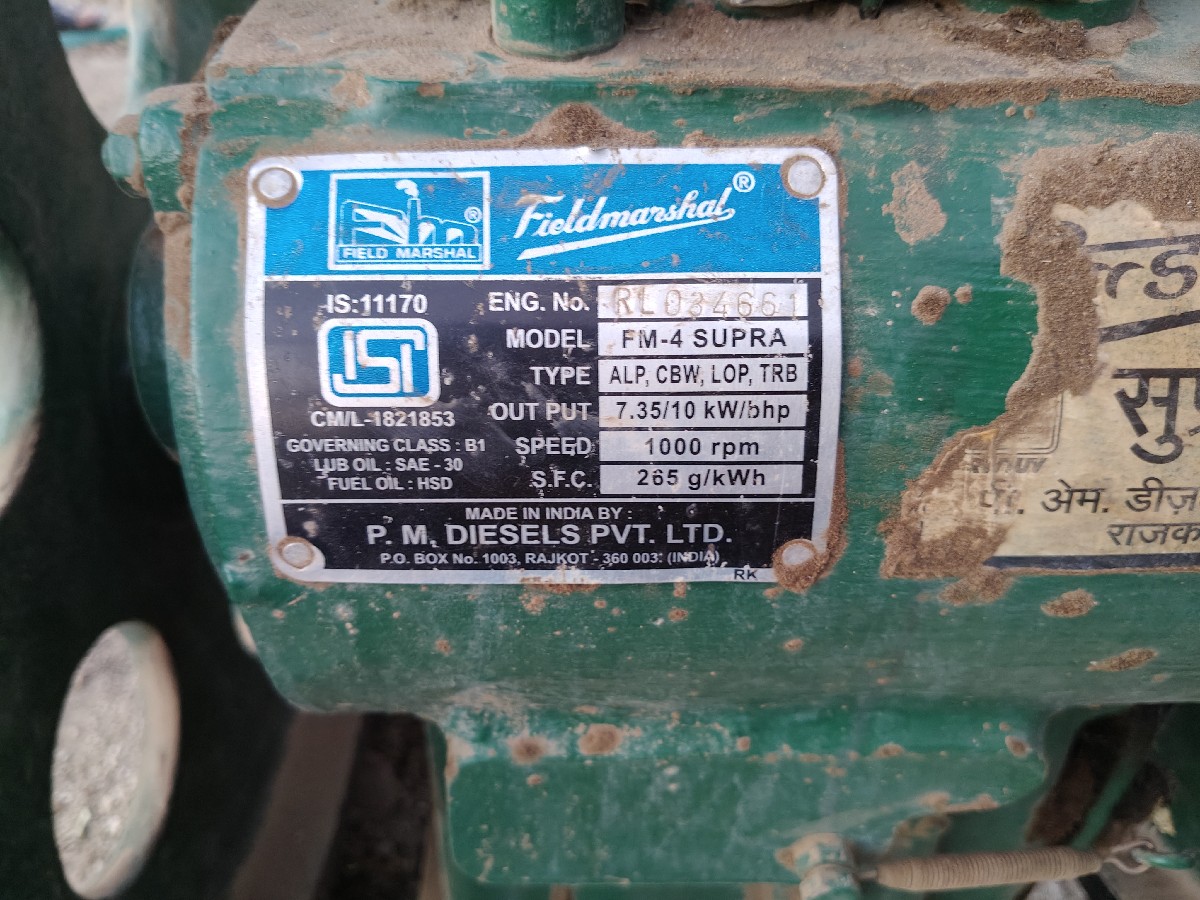 FIELD MARSHAL ®
Fieldmarshal ®
IS:11170
CM/L-1821853
GOVERNING CLASS : B1
LUB OIL : SAE - 30
FUEL OIL : HSD
ENG. No. RL034661
MODEL FM-4 SUPRA
TYPE ALP, CBW, LOP, TRB
OUT PUT 7.35/10 kW/bhp
SPEED 1000 rpm
S.F.C. 265 g/kWh
MADE IN INDIA BY :
P. M. DIESELS PVT. LTD.
P.O. BOX No. 1003, RAJKOT - 360 003. (INDIA)
RK
एम. डीज़
राजक